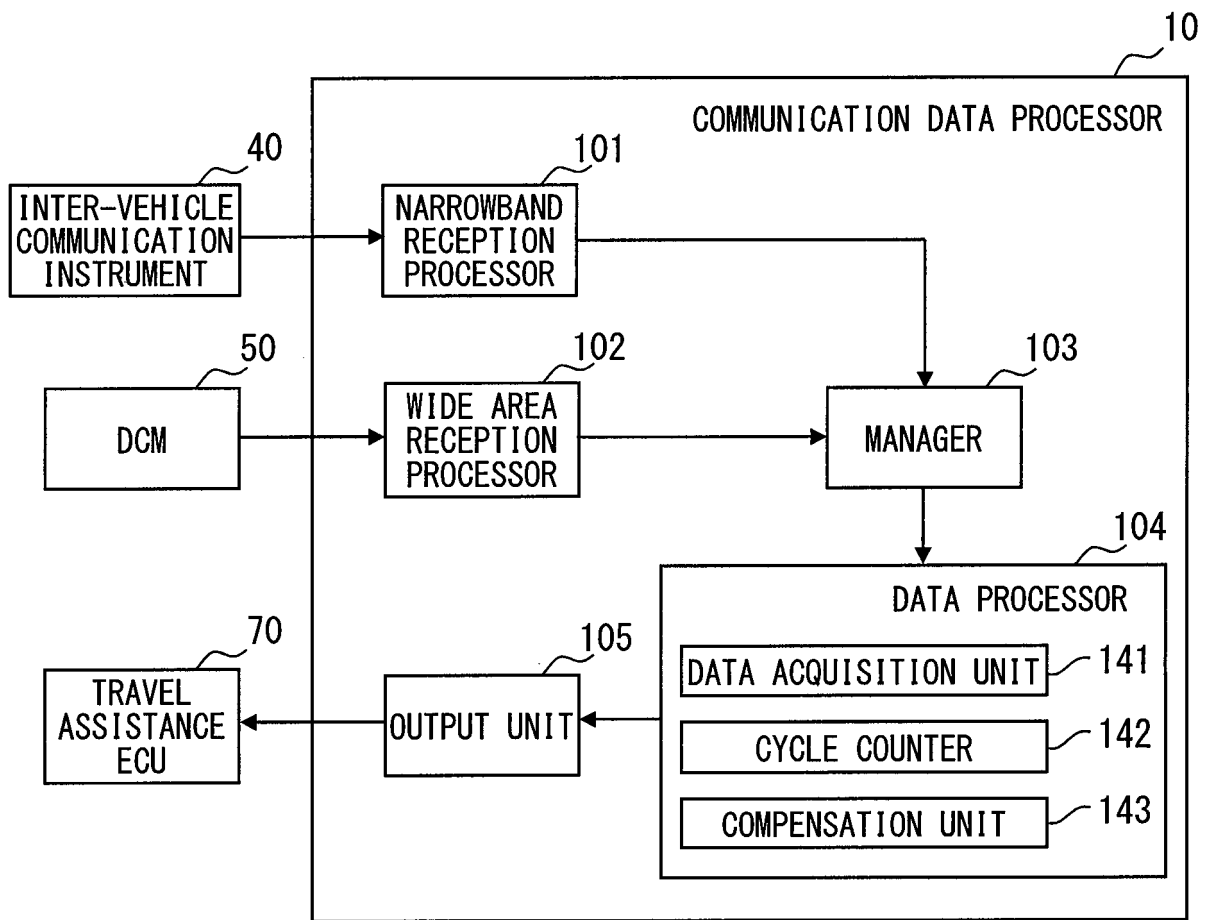 10
COMMUNICATION DATA PROCESSOR
40
INTER-VEHICLE
COMMUNICATION
INSTRUMENT
101
NARROWBAND
RECEPTION
PROCESSOR
50
DCM
102
WIDE AREA
RECEPTION
PROCESSOR
103
MANAGER
104
DATA PROCESSOR
DATA ACQUISITION UNIT
141
CYCLE COUNTER
142
COMPENSATION UNIT
143
105
OUTPUT UNIT
70
TRAVEL
ASSISTANCE
ECU